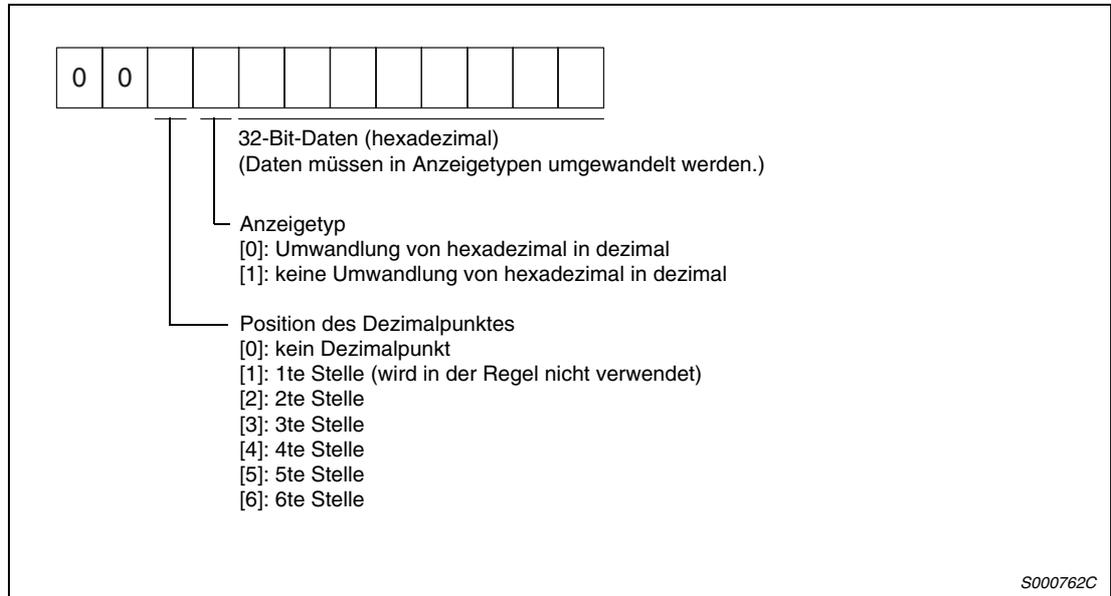 0 0
32-Bit-Daten (hexadezimal)
(Daten müssen in Anzeigetypen umgewandelt werden.)
Anzeigetyp
[0]: Umwandlung von hexadezimal in dezimal
[1]: keine Umwandlung von hexadezimal in dezimal
Position des Dezimalpunktes
[0]: kein Dezimalpunkt
[1]: 1te Stelle (wird in der Regel nicht verwendet)
[2]: 2te Stelle
[3]: 3te Stelle
[4]: 4te Stelle
[5]: 5te Stelle
[6]: 6te Stelle
S000762C